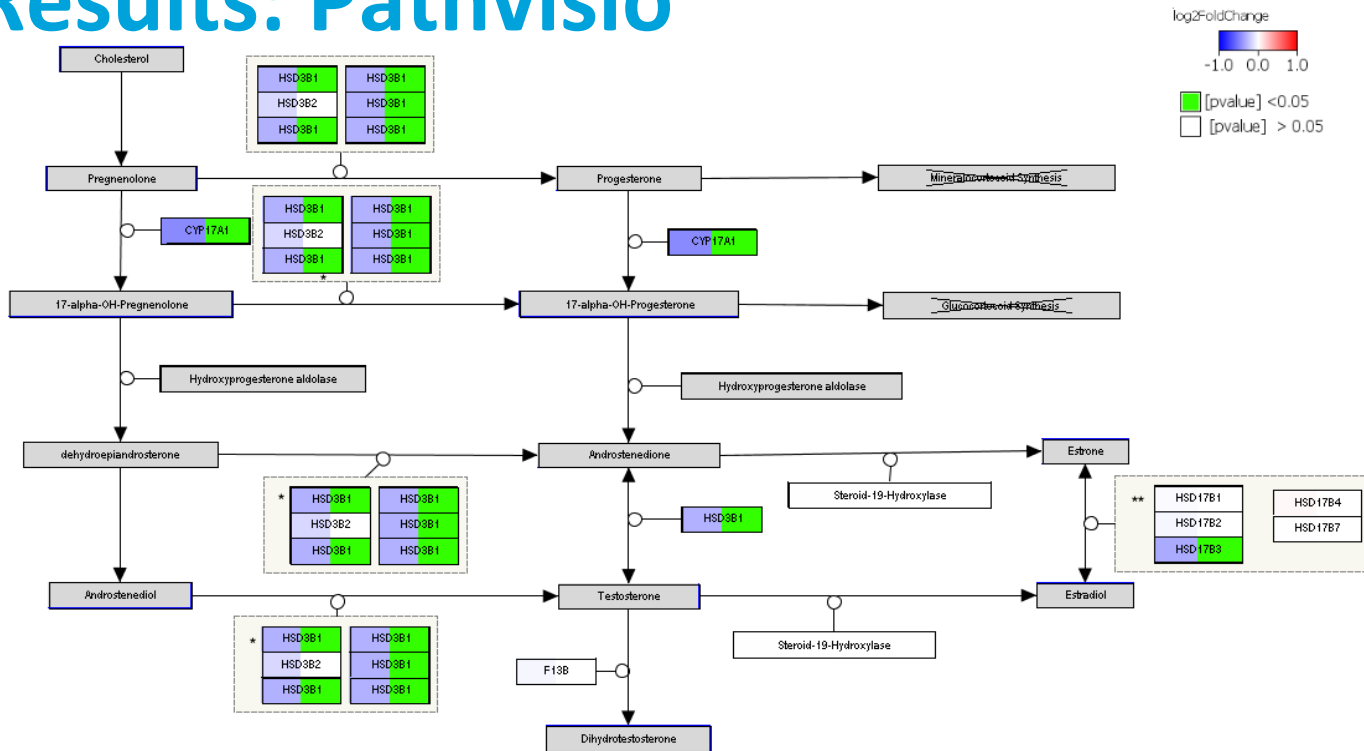 Results: PathVisio
log2FoldChange
-1.0 0.0 1.0
[pvalue] <0.05
[pvalue] > 0.05
Cholesterol
HSD3B1 HSD3B1
HSD3B2 HSD3B1
HSD3B1 HSD3B1
Pregnenolone
Progesterone
Mineralocortocoid Synthesis
CYP17A1
HSD3B1 HSD3B1
HSD3B2 HSD3B1
HSD3B1 HSD3B1
*
CYP17A1
17-alpha-OH-Pregnenolone
17-alpha-OH-Progesterone
Glucocortocoid Synthesis
Hydroxyprogesterone aldolase
Hydroxyprogesterone aldolase
dehydroepiandrosterone
Androstenedione
Estrone
* HSD3B1 HSD3B1
HSD3B2 HSD3B1
HSD3B1 HSD3B1
HSD3B1
Steroid-19-Hydroxylase
** HSD17B1 HSD17B4
HSD17B2 HSD17B7
HSD17B3
Androstenediol
Testosterone
Estradiol
* HSD3B1 HSD3B1
HSD3B2 HSD3B1
HSD3B1 HSD3B1
F13B
Steroid-19-Hydroxylase
Dihydrotestosterone